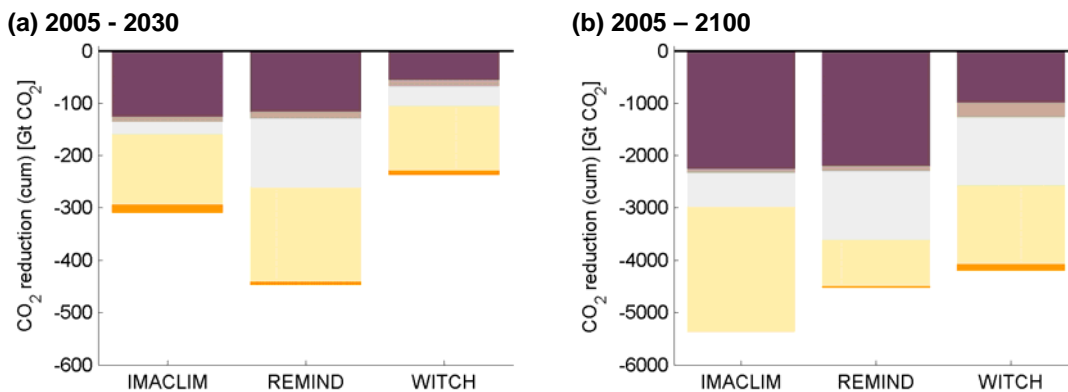 (a) 2005 - 2030
(b) 2005 – 2100
CO2 reduction (cum) [Gt CO2]
0
-100
-200
-300
-400
-500
-600
IMACLIM REMIND WITCH
CO2 reduction (cum) [Gt CO2]
0
-1000
-2000
-3000
-4000
-5000
-6000
IMACLIM REMIND WITCH